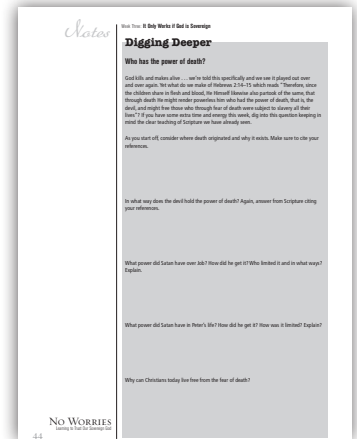 Notes
Week Three: It Only Works if God is Sovereign
Digging Deeper
Who has the power of death?
God kills and makes alive . . . we're told this specifically and we see it played out over
and over again. Yet what do we make of Hebrews 2:14–15 which reads "Therefore, since
the children share in flesh and blood, He Himself likewise also partook of the same, that
through death He might render powerless him who had the power of death, that is, the
devil, and might free those who through fear of death were subject to slavery all their
lives"? If you have some extra time and energy this week, dig into this question keeping in
mind the clear teaching of Scripture we have already seen.
As you start off, consider where death originated and why it exists. Make sure to cite your
references.
In what way does the devil hold the power of death? Again, answer from Scripture citing
your references.
What power did Satan have over Job? How did he get it? Who limited it and in what ways?
Explain.
What power did Satan have in Peter's life? How did he get it? How was it limited? Explain?
Why can Christians today live free from the fear of death?
No Worries
Learning to Trust Our Sovereign God
44